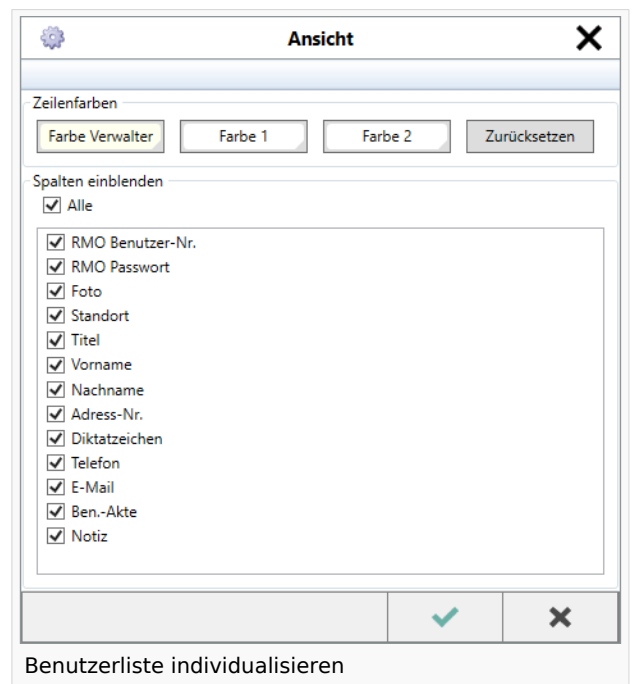 Ansicht
Zeilenfarben
Farbe Verwalter Farbe 1 Farbe 2 Zurücksetzen
Spalten einblenden
Alle
RMO Benutzer-Nr.
RMO Passwort
Foto
Standort
Titel
Vorname
Nachname
Adress-Nr.
Diktatzeichen
Telefon
E-Mail
Ben.-Akte
Notiz
Benutzerliste individualisieren